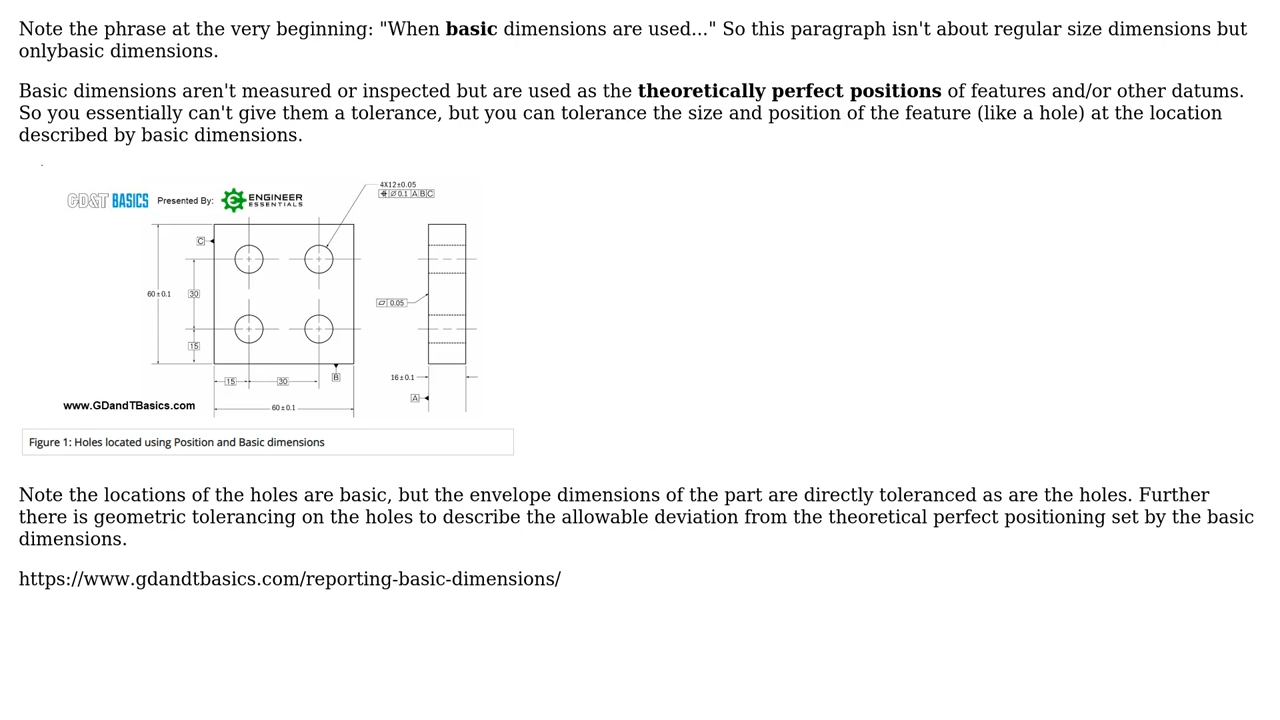 Note the phrase at the very beginning: "When basic dimensions are used..." So this paragraph isn't about regular size dimensions but
onlybasic dimensions.
Basic dimensions aren't measured or inspected but are used as the theoretically perfect positions of features and/or other datums.
So you essentially can't give them a tolerance, but you can tolerance the size and position of the feature (like a hole) at the location
described by basic dimensions.
GD&T BASICS Presented By: ENGINEER
ESSENTIALS
4X12±0.05
⌖ ⌀0.1 A B C
C
60±0.1
30
15
15
30
B
60±0.1
⏥ 0.05
16±0.1
A
www.GDandTBasics.com
Figure 1: Holes located using Position and Basic dimensions
Note the locations of the holes are basic, but the envelope dimensions of the part are directly toleranced as are the holes. Further
there is geometric tolerancing on the holes to describe the allowable deviation from the theoretical perfect positioning set by the basic
dimensions.
https://www.gdandtbasics.com/reporting-basic-dimensions/